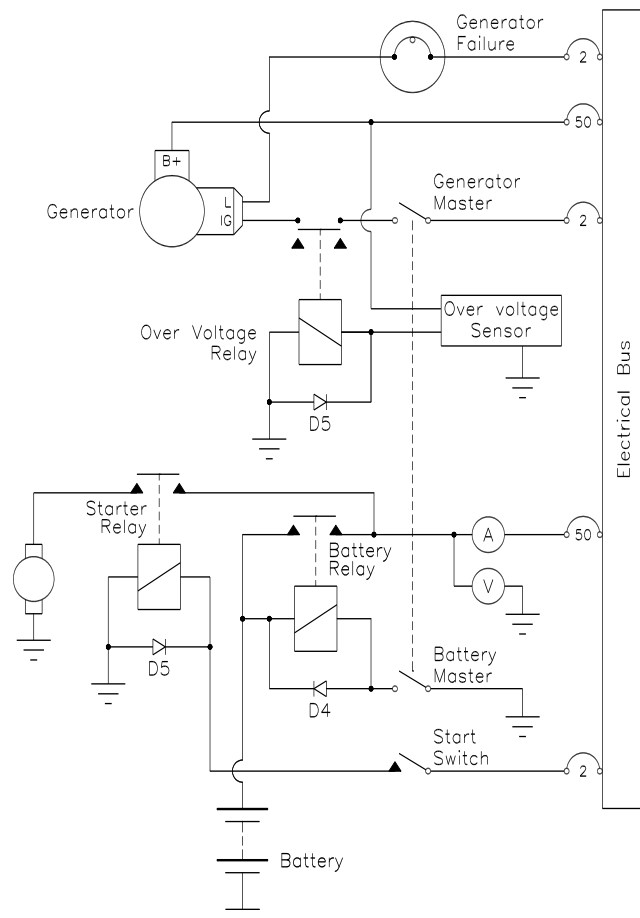 Generator
Failure
2
50
B+
L
IG
Generator
Generator
Master
2
Over Voltage
Relay
Over voltage
Sensor
D5
Electrical Bus
Starter
Relay
Battery
Relay
A
50
V
D5
D4
Battery
Master
Start
Switch
2
Battery